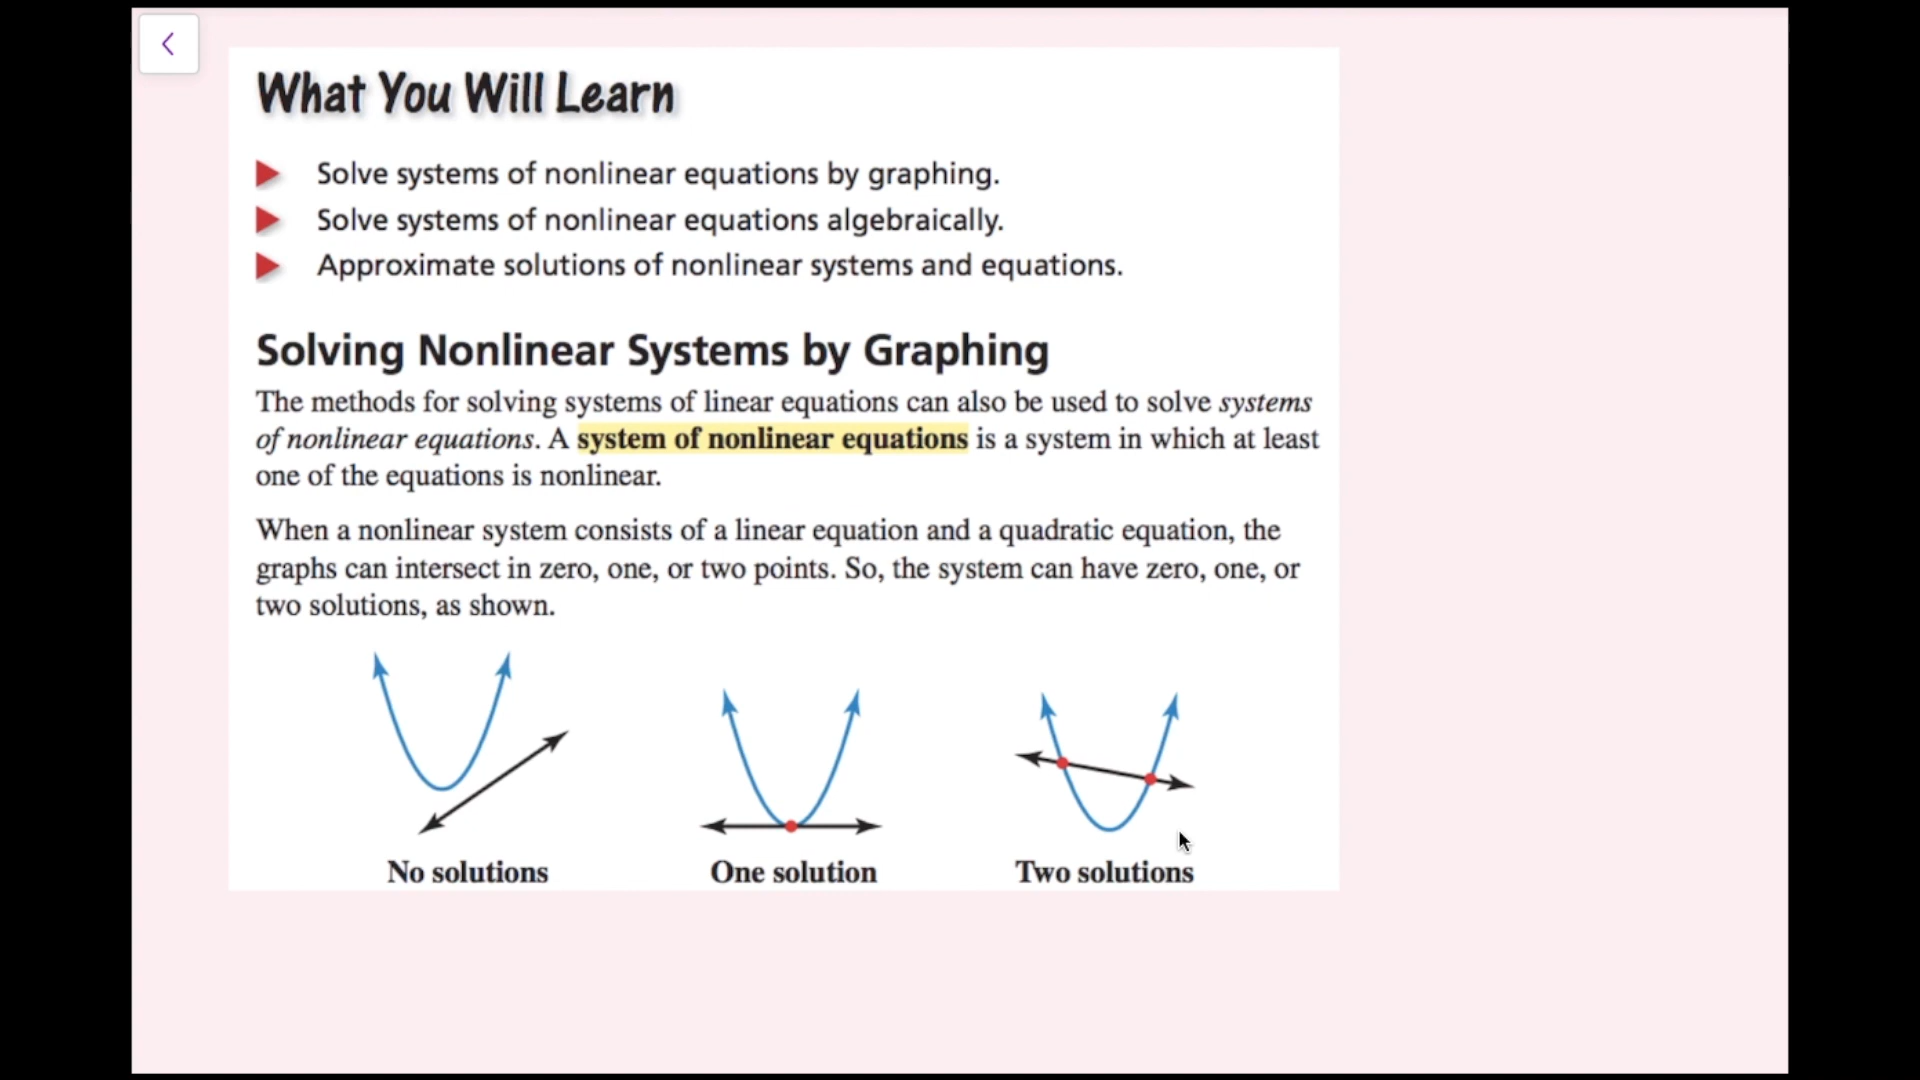 What You Will Learn
Solve systems of nonlinear equations by graphing.
Solve systems of nonlinear equations algebraically.
Approximate solutions of nonlinear systems and equations.
Solving Nonlinear Systems by Graphing
The methods for solving systems of linear equations can also be used to solve systems
of nonlinear equations. A system of nonlinear equations is a system in which at least
one of the equations is nonlinear.
When a nonlinear system consists of a linear equation and a quadratic equation, the
graphs can intersect in zero, one, or two points. So, the system can have zero, one, or
two solutions, as shown.
No solutions
One solution
Two solutions